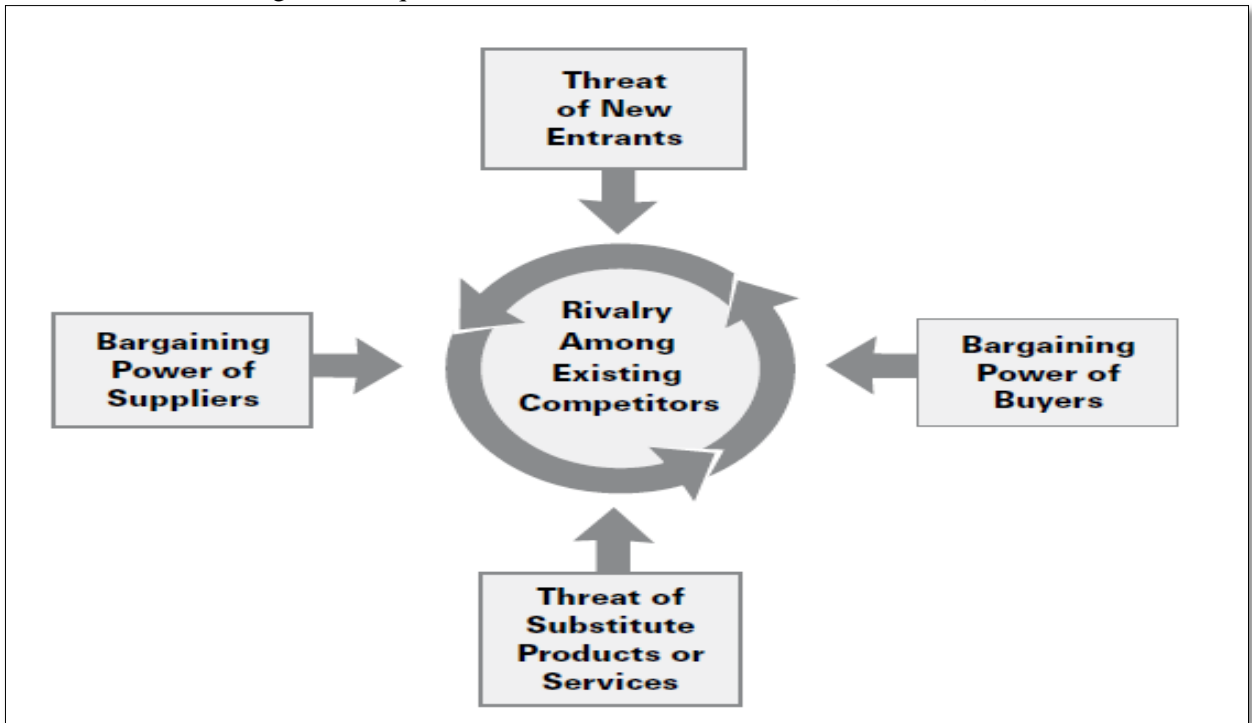 Threat
of New
Entrants
Rivalry
Among
Existing
Competitors
Bargaining
Power of
Suppliers
Bargaining
Power of
Buyers
Threat of
Substitute
Products or
Services